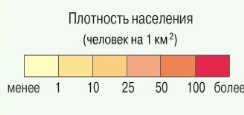 Плотность населения
(человек на 1 км²)
менее 1 10 25 50 100 более